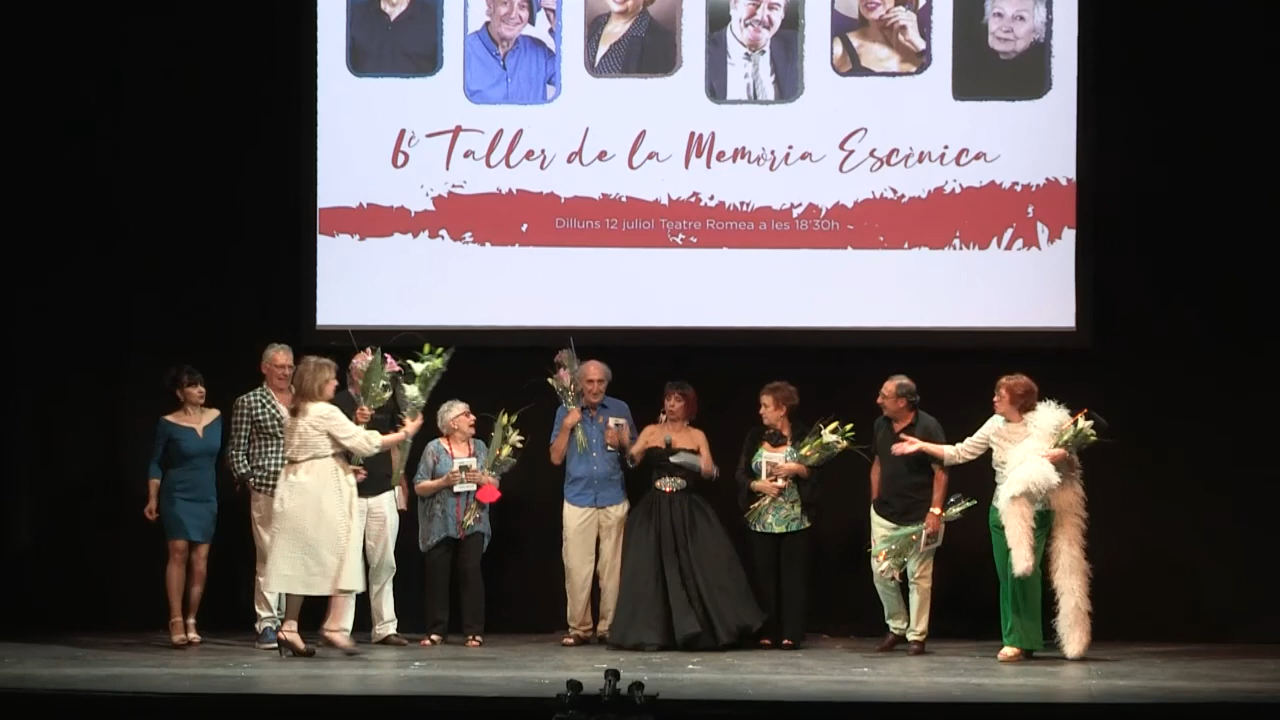 6è Taller de la Memòria Escènica
Dilluns 12 juliol Teatre Romea a les 18'30h